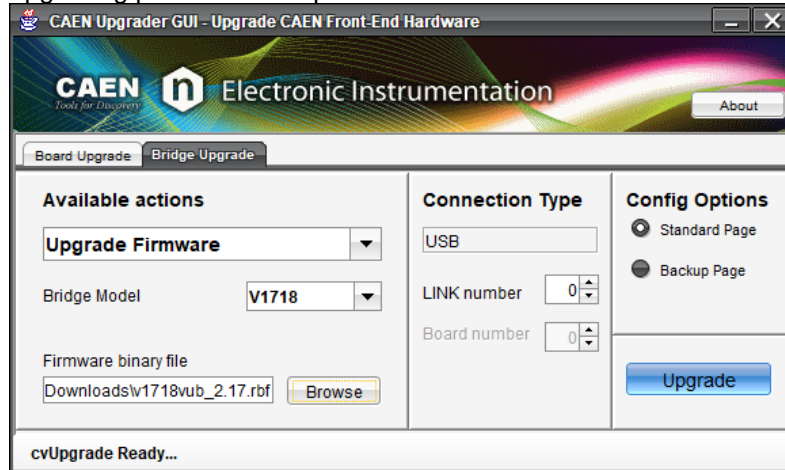 CAEN Upgrader GUI - Upgrade CAEN Front-End Hardware
CAEN n Electronic Instrumentation
Tools for Discovery
About
Board Upgrade Bridge Upgrade
Available actions
Upgrade Firmware
Bridge Model V1718
Firmware binary file
Downloads\v1718vub_2.17.rbf Browse
Connection Type
USB
LINK number 0
Board number 0
Config Options
Standard Page
Backup Page
Upgrade
cvUpgrade Ready...